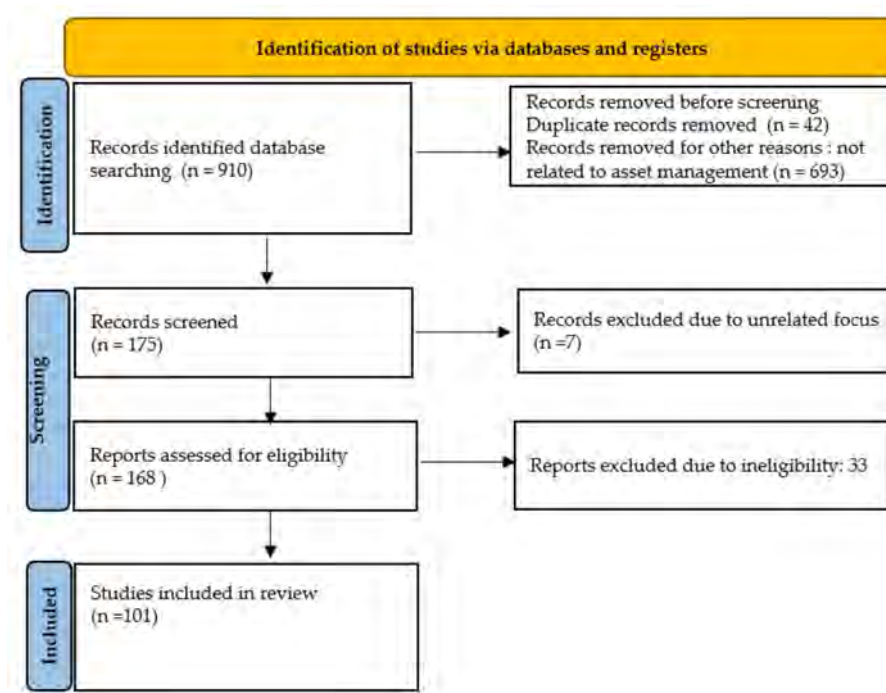 Identification of studies via databases and registers
Identification
Records identified database
searching (n = 910)
Records removed before screening
Duplicate records removed (n = 42)
Records removed for other reasons : not
related to asset management (n = 693)
Screening
Records screened
(n = 175)
Records excluded due to unrelated focus
(n =7)
Reports assessed for eligibility
(n = 168 )
Reports excluded due to ineligibility: 33
Included
Studies included in review
(n =101)